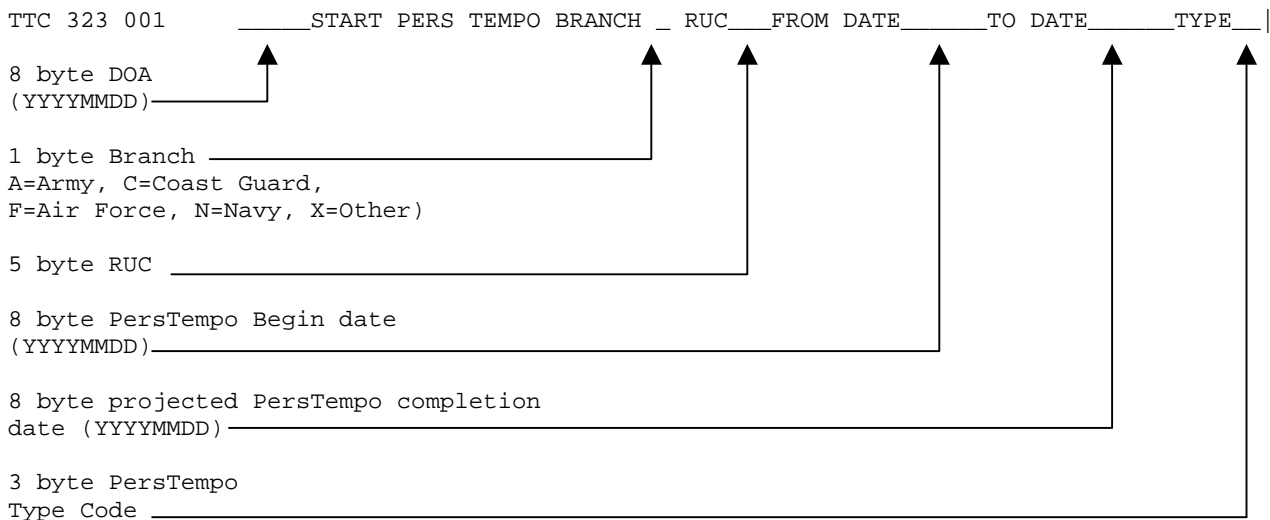 TTC 323 001 _____START PERS TEMPO BRANCH _ RUC___FROM DATE______TO DATE______TYPE__|
8 byte DOA
(YYYYMMDD)
1 byte Branch
A=Army, C=Coast Guard,
F=Air Force, N=Navy, X=Other)
5 byte RUC
8 byte PersTempo Begin date
(YYYYMMDD)
8 byte projected PersTempo completion
date (YYYYMMDD)
3 byte PersTempo
Type Code